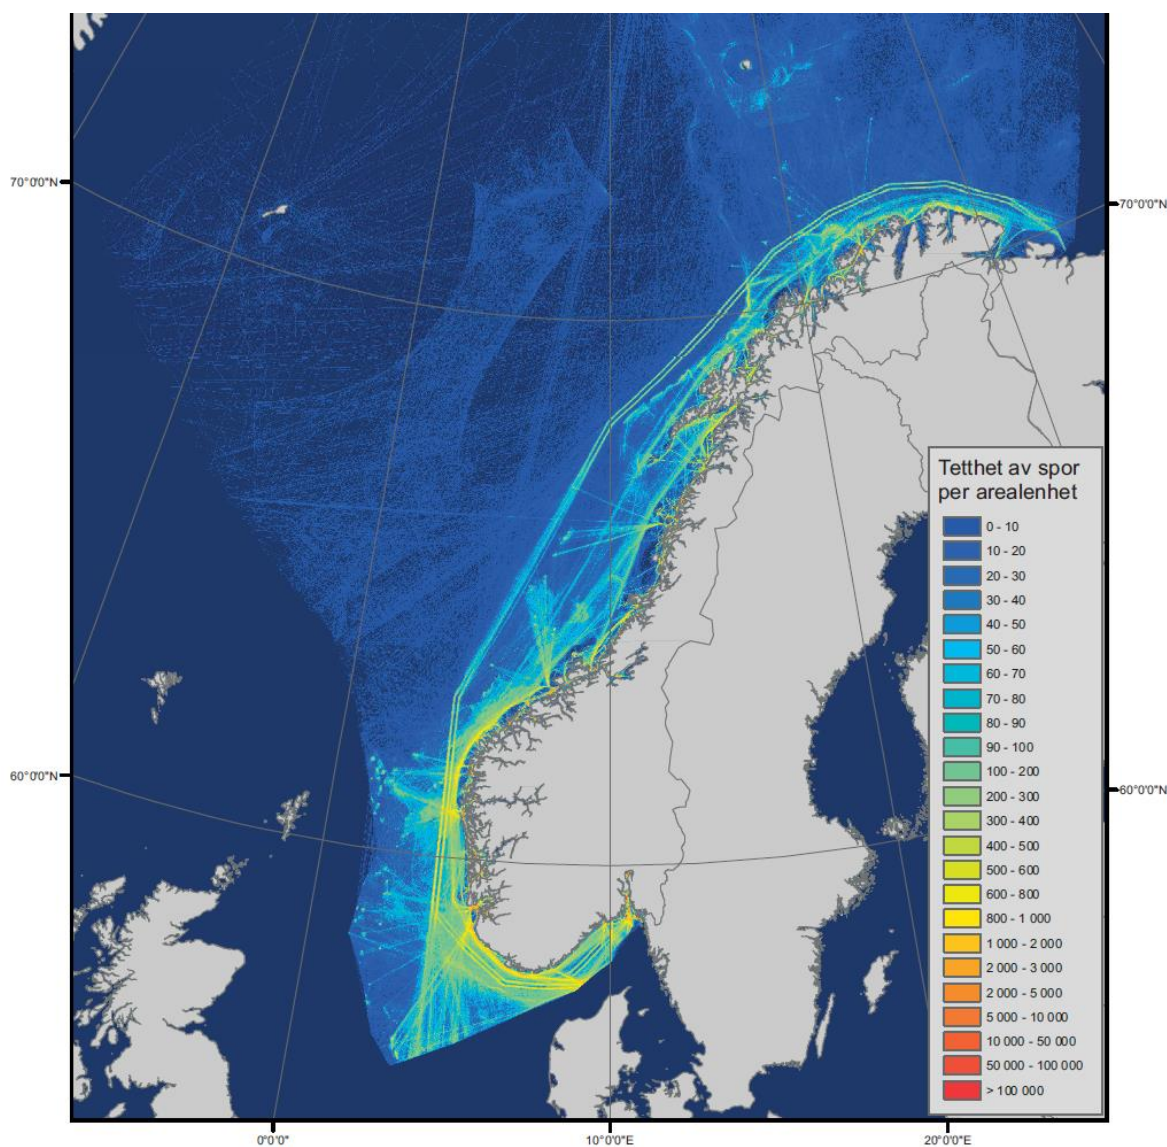 70°0'0"N
70°0'0"N
Tetthet av spor
per arealenhet
0 - 10
10 - 20
20 - 30
30 - 40
40 - 50
50 - 60
60 - 70
70 - 80
80 - 90
90 - 100
100 - 200
200 - 300
300 - 400
400 - 500
500 - 600
600 - 800
800 - 1 000
1 000 - 2 000
2 000 - 3 000
2 000 - 5 000
5 000 - 10 000
10 000 - 50 000
50 000 - 100 000
> 100 000
60°0'0"N
60°0'0"N
0°0'0"
10°0'0"E
20°0'0"E